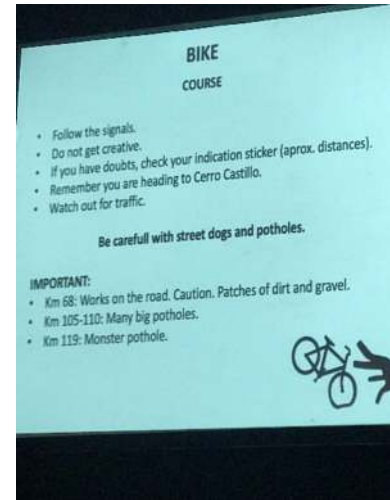 BIKE
COURSE
• Follow the signals.
• Do not get creative.
• If you have doubts, check your indication sticker (aprox. distances).
• Remember you are heading to Cerro Castillo.
• Watch out for traffic.
Be carefull with street dogs and potholes.
IMPORTANT:
• Km 68: Works on the road. Caution. Patches of dirt and gravel.
• Km 105-110: Many big potholes.
• Km 119: Monster pothole.